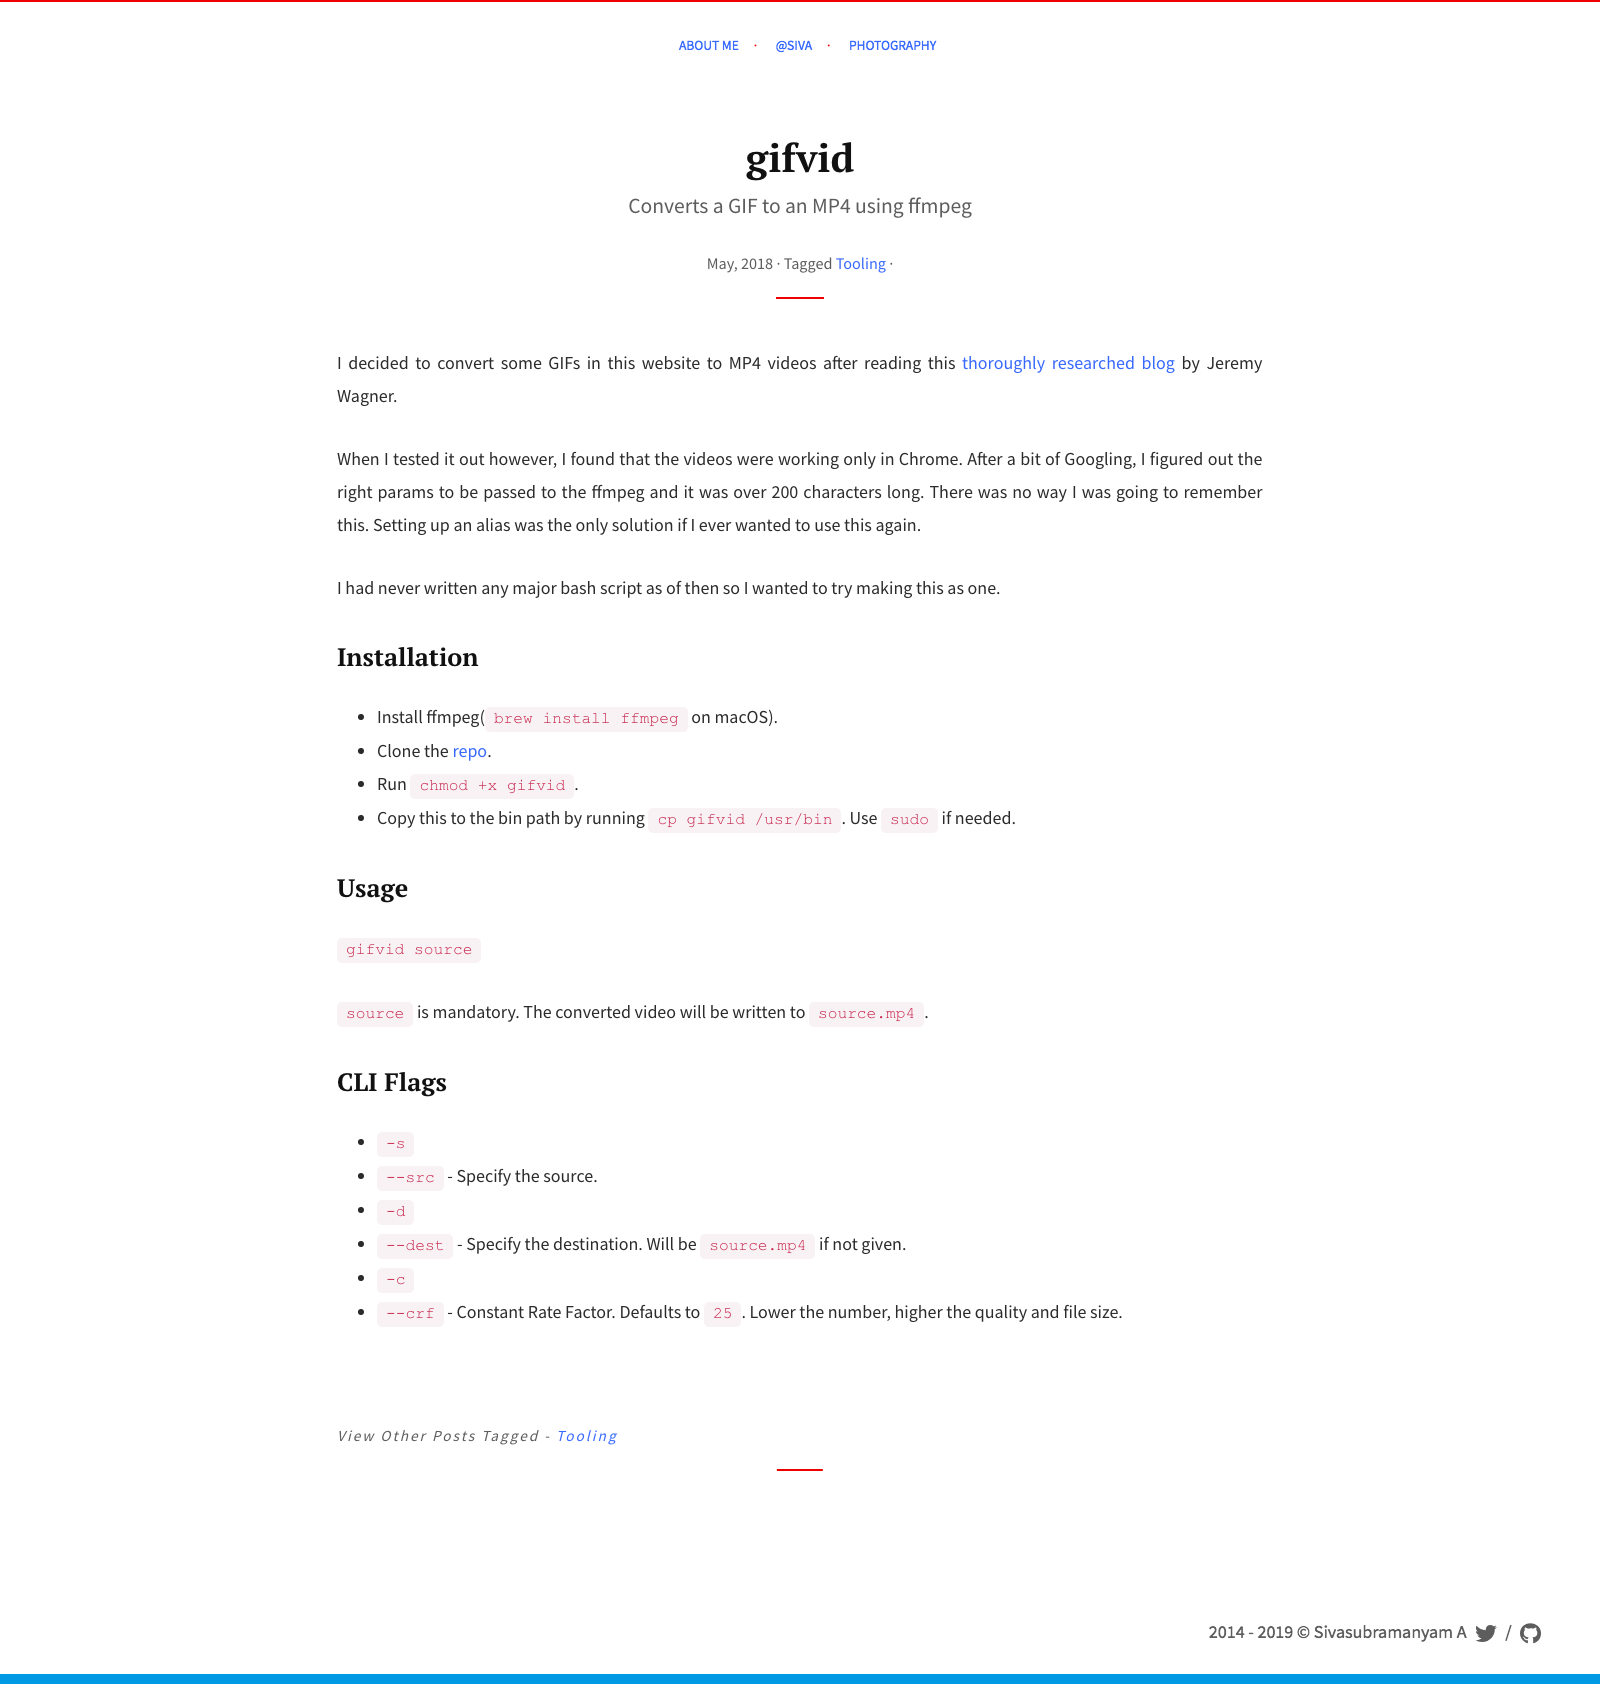 ABOUT ME · @SIVA · PHOTOGRAPHY
gifvid
Converts a GIF to an MP4 using ffmpeg
May, 2018 · Tagged Tooling ·
I decided to convert some GIFs in this website to MP4 videos after reading this thoroughly researched blog by Jeremy
Wagner.
When I tested it out however, I found that the videos were working only in Chrome. After a bit of Googling, I figured out the
right params to be passed to the ffmpeg and it was over 200 characters long. There was no way I was going to remember
this. Setting up an alias was the only solution if I ever wanted to use this again.
I had never written any major bash script as of then so I wanted to try making this as one.
Installation
• Install ffmpeg( brew install ffmpeg on macOS).
• Clone the repo.
• Run chmod +x gifvid .
• Copy this to the bin path by running cp gifvid /usr/bin . Use sudo if needed.
Usage
gifvid source
source is mandatory. The converted video will be written to source.mp4 .
CLI Flags
• -s
• --src - Specify the source.
• -d
• --dest - Specify the destination. Will be source.mp4 if not given.
• -c
• --crf - Constant Rate Factor. Defaults to 25 . Lower the number, higher the quality and file size.
View Other Posts Tagged - Tooling
2014 - 2019 © Sivasubramanyam A /